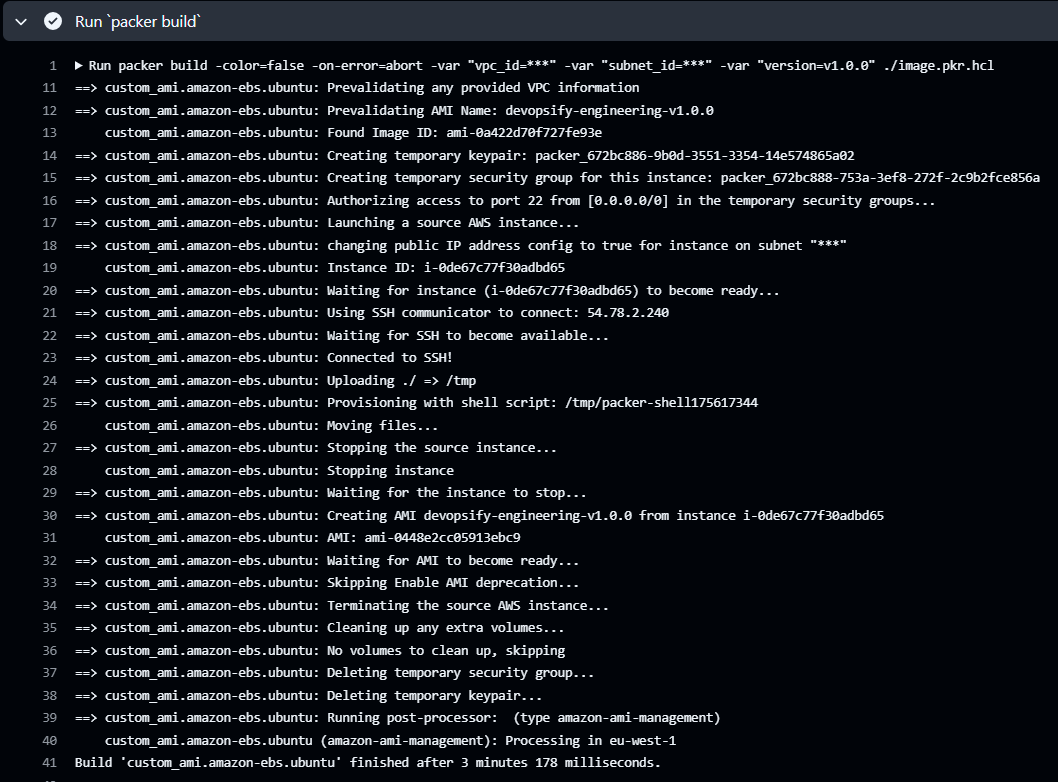 Run `packer build`
1 ▶ Run packer build -color=false -on-error=abort -var "vpc_id=***" -var "subnet_id=***" -var "version=v1.0.0" ./image.pkr.hcl
11 ==> custom_ami.amazon-ebs.ubuntu: Prevalidating any provided VPC information
12 ==> custom_ami.amazon-ebs.ubuntu: Prevalidating AMI Name: devopsify-engineering-v1.0.0
13     custom_ami.amazon-ebs.ubuntu: Found Image ID: ami-0a422d70f727fe93e
14 ==> custom_ami.amazon-ebs.ubuntu: Creating temporary keypair: packer_672bc886-9b0d-3551-3354-14e574865a02
15 ==> custom_ami.amazon-ebs.ubuntu: Creating temporary security group for this instance: packer_672bc888-753a-3ef8-272f-2c9b2fce856a
16 ==> custom_ami.amazon-ebs.ubuntu: Authorizing access to port 22 from [0.0.0.0/0] in the temporary security groups...
17 ==> custom_ami.amazon-ebs.ubuntu: Launching a source AWS instance...
18 ==> custom_ami.amazon-ebs.ubuntu: changing public IP address config to true for instance on subnet "***"
19     custom_ami.amazon-ebs.ubuntu: Instance ID: i-0de67c77f30adbd65
20 ==> custom_ami.amazon-ebs.ubuntu: Waiting for instance (i-0de67c77f30adbd65) to become ready...
21 ==> custom_ami.amazon-ebs.ubuntu: Using SSH communicator to connect: 54.78.2.240
22 ==> custom_ami.amazon-ebs.ubuntu: Waiting for SSH to become available...
23 ==> custom_ami.amazon-ebs.ubuntu: Connected to SSH!
24 ==> custom_ami.amazon-ebs.ubuntu: Uploading ./ => /tmp
25 ==> custom_ami.amazon-ebs.ubuntu: Provisioning with shell script: /tmp/packer-shell175617344
26     custom_ami.amazon-ebs.ubuntu: Moving files...
27 ==> custom_ami.amazon-ebs.ubuntu: Stopping the source instance...
28     custom_ami.amazon-ebs.ubuntu: Stopping instance
29 ==> custom_ami.amazon-ebs.ubuntu: Waiting for the instance to stop...
30 ==> custom_ami.amazon-ebs.ubuntu: Creating AMI devopsify-engineering-v1.0.0 from instance i-0de67c77f30adbd65
31     custom_ami.amazon-ebs.ubuntu: AMI: ami-0448e2cc05913ebc9
32 ==> custom_ami.amazon-ebs.ubuntu: Waiting for AMI to become ready...
33 ==> custom_ami.amazon-ebs.ubuntu: Skipping Enable AMI deprecation...
34 ==> custom_ami.amazon-ebs.ubuntu: Terminating the source AWS instance...
35 ==> custom_ami.amazon-ebs.ubuntu: Cleaning up any extra volumes...
36 ==> custom_ami.amazon-ebs.ubuntu: No volumes to clean up, skipping
37 ==> custom_ami.amazon-ebs.ubuntu: Deleting temporary security group...
38 ==> custom_ami.amazon-ebs.ubuntu: Deleting temporary keypair...
39 ==> custom_ami.amazon-ebs.ubuntu: Running post-processor:  (type amazon-ami-management)
40     custom_ami.amazon-ebs.ubuntu (amazon-ami-management): Processing in eu-west-1
41 Build 'custom_ami.amazon-ebs.ubuntu' finished after 3 minutes 178 milliseconds.